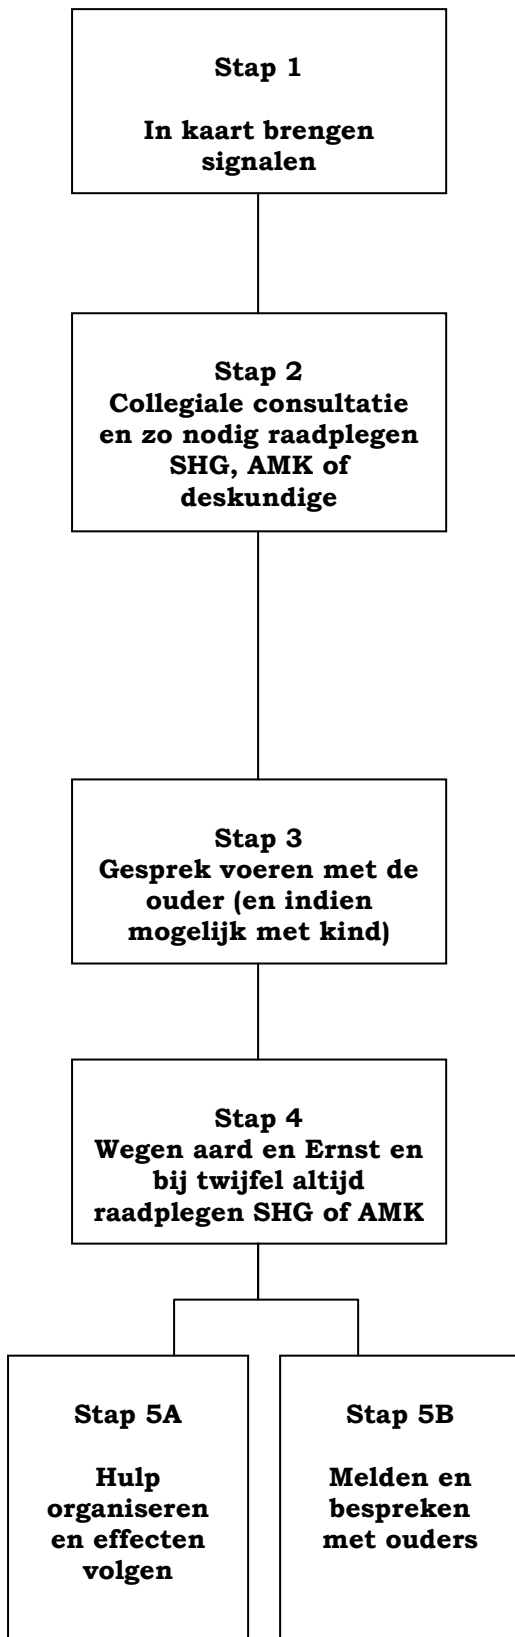 Stap 1
In kaart brengen
signalen
Stap 2
Collegiale consultatie
en zo nodig raadplegen
SHG, AMK of
deskundige
Stap 3
Gesprek voeren met de
ouder (en indien
mogelijk met kind)
Stap 4
Wegen aard en Ernst en
bij twijfel altijd
raadplegen SHG of AMK
Stap 5A
Hulp
organiseren
en effecten
volgen
Stap 5B
Melden en
bespreken
met ouders